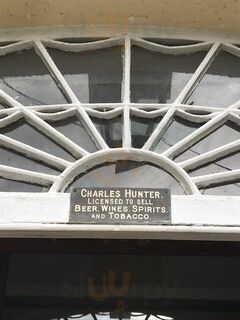 CHARLES HUNTER.
LICENSED TO SELL
BEER, WINES, SPIRITS,
AND TOBACCO.